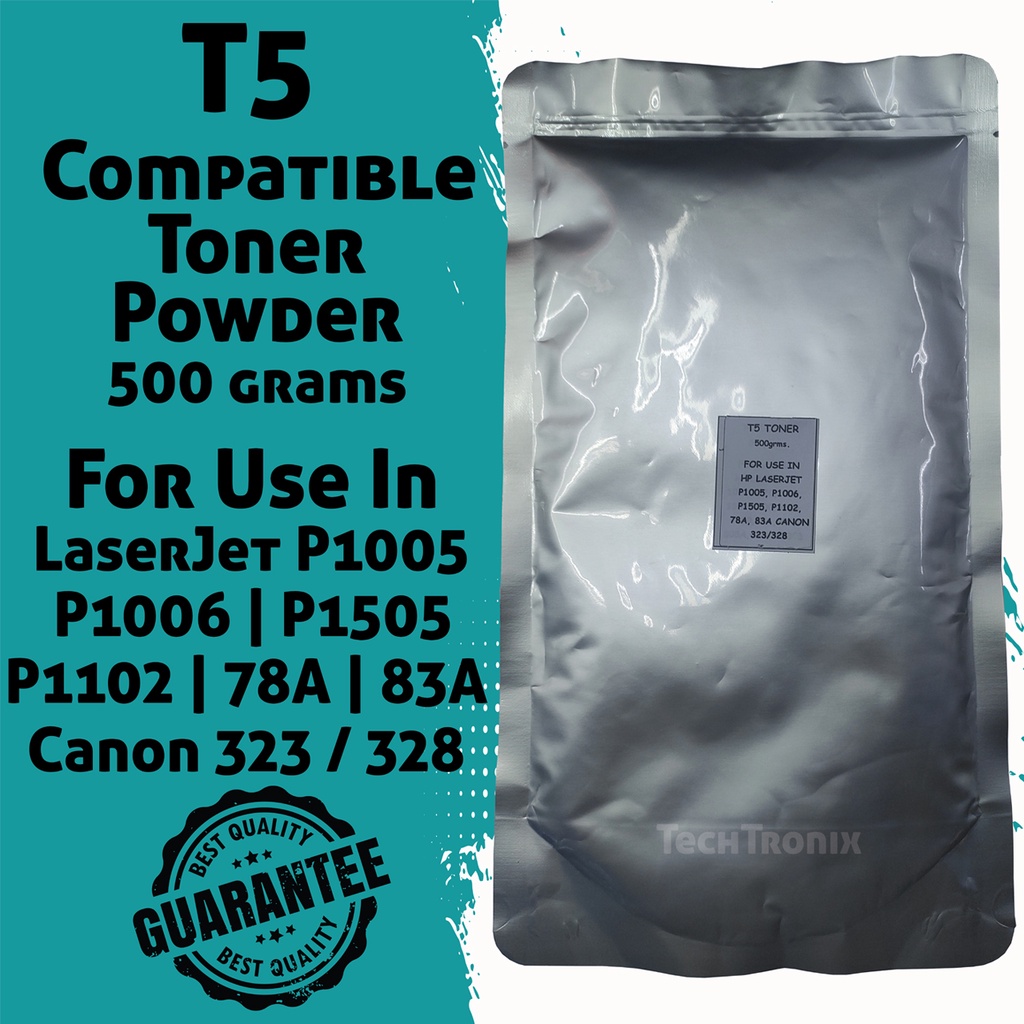 T5
Compatible
Toner
Powder
500 grams
For Use In
LaserJet P1005
P1006 | P1505
P1102 | 78A | 83A
Canon 323 / 328
BEST QUALITY
GUARANTEE
BEST QUALITY
T5 TONER
500grms.
FOR USE IN
HP LASERJET
P1005, P1006,
P1505, P1102,
78A, 83A CANON
323/328
TechTronix